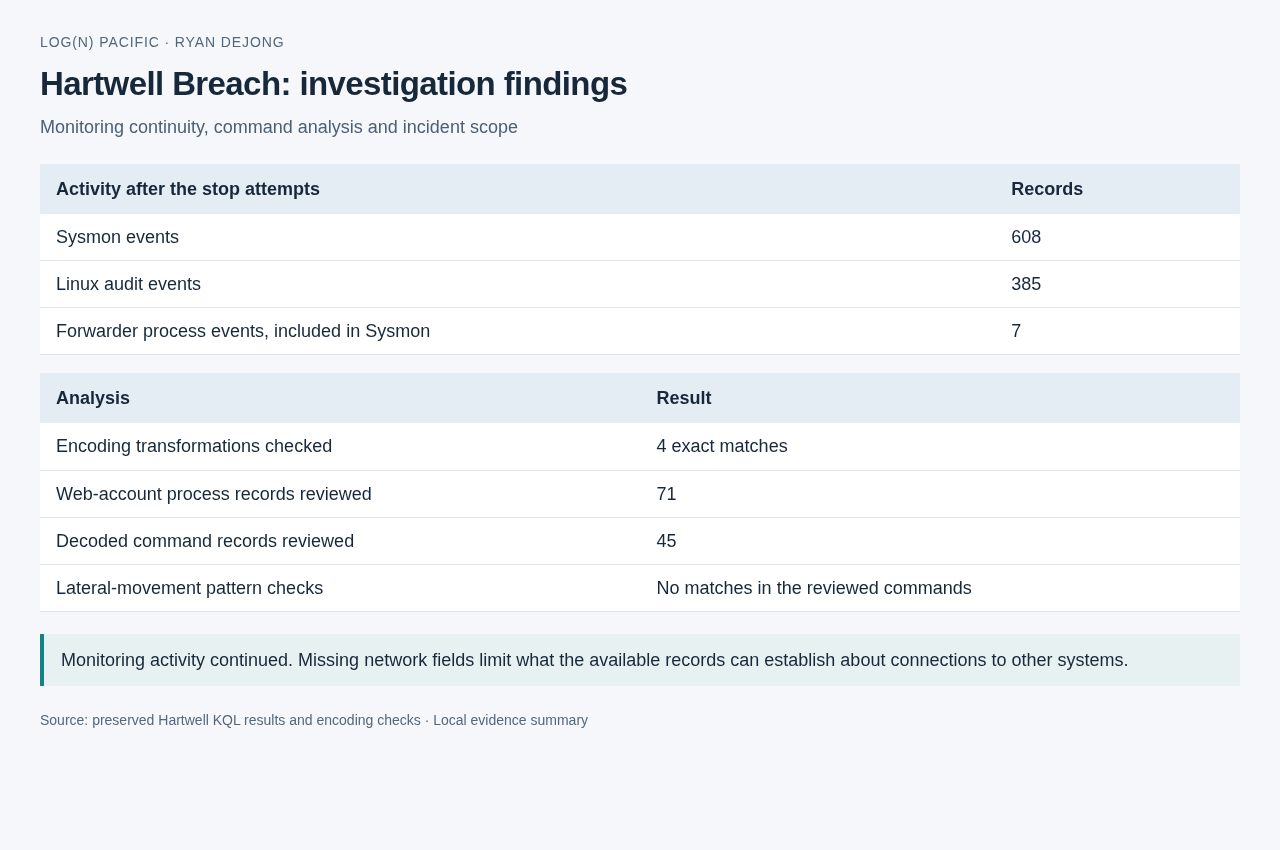 LOG(N) PACIFIC · RYAN DEJONG
Hartwell Breach: investigation findings
Monitoring continuity, command analysis and incident scope
Activity after the stop attempts Records
Sysmon events 608
Linux audit events 385
Forwarder process events, included in Sysmon 7
Analysis Result
Encoding transformations checked 4 exact matches
Web-account process records reviewed 71
Decoded command records reviewed 45
Lateral-movement pattern checks No matches in the reviewed commands
Monitoring activity continued. Missing network fields limit what the available records can establish about connections to other systems.
Source: preserved Hartwell KQL results and encoding checks · Local evidence summary